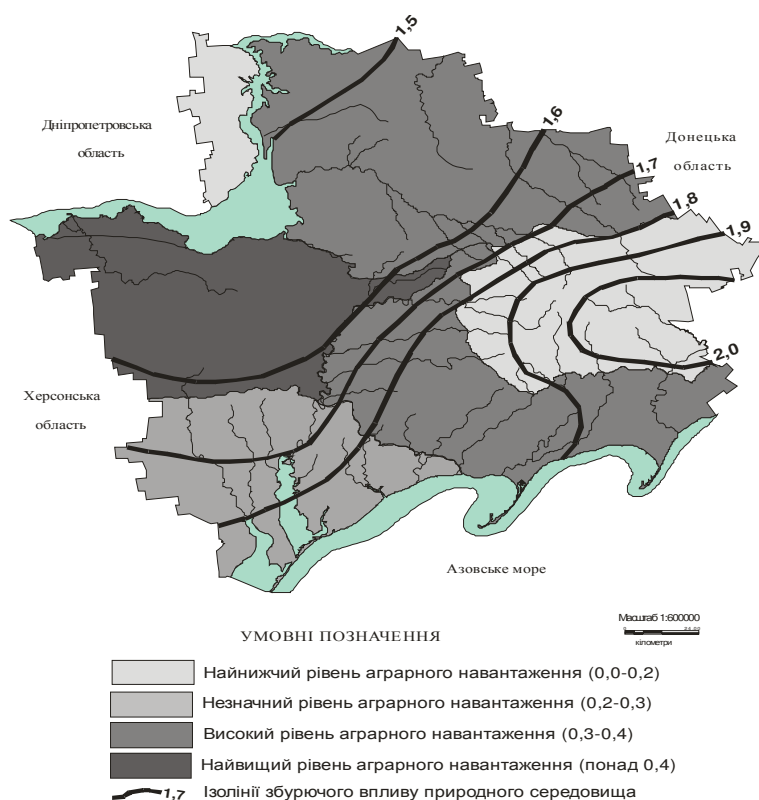 1,5
Дніпропетровська
область
1,6
Донецька
область
1,7
1,8
1,9
2,0
Херсонська
область
Азовське море
Масштаб 1:600000
кілометри
УМОВНІ ПОЗНАЧЕННЯ
Найнижчий рівень аграрного навантаження (0,0-0,2)
Незначний рівень аграрного навантаження (0,2-0,3)
Високий рівень аграрного навантаження (0,3-0,4)
Найвищий рівень аграрного навантаження (понад 0,4)
1,7 Ізолінії збурюючого впливу природного середовища